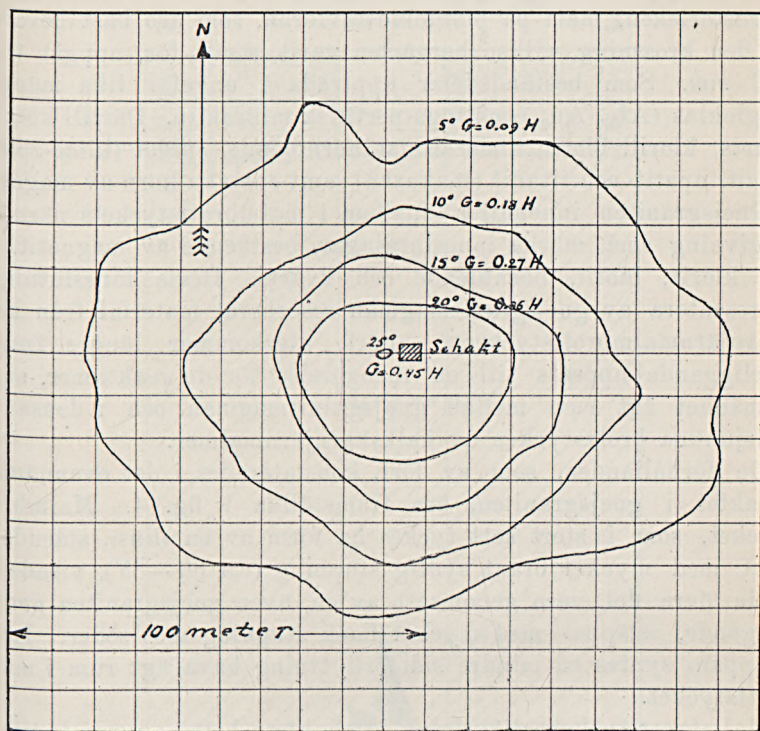 N
5° G=0.09 H
10° G=0.18 H
15° G=0.27 H
20° G=0.36 H
25°
Schakt
G=0.45 H
100 meter